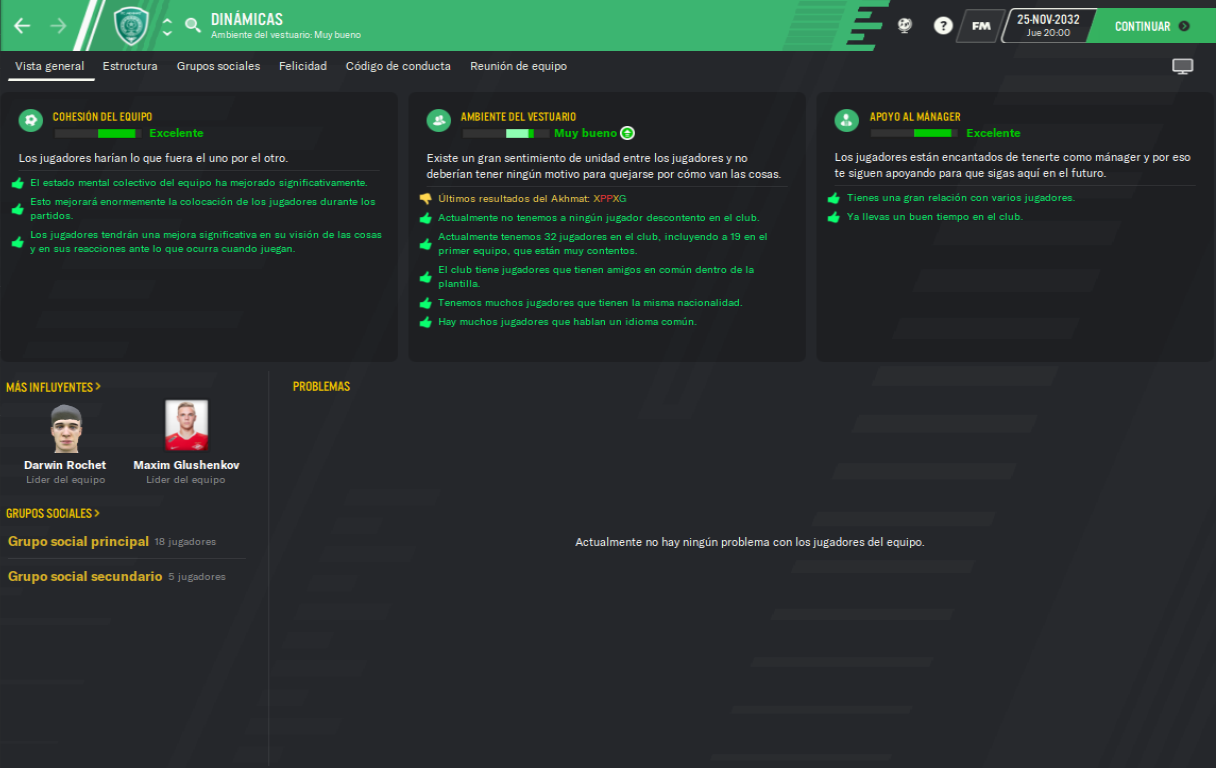 DINÁMICAS
Ambiente del vestuario: Muy bueno
?
FM
25-NOV-2032
Jue 20:00
CONTINUAR
Vista general
Estructura
Grupos sociales
Felicidad
Código de conducta
Reunión de equipo
COHESIÓN DEL EQUIPO
Excelente
Los jugadores harían lo que fuera el uno por el otro.
El estado mental colectivo del equipo ha mejorado significativamente.
Esto mejorará enormemente la colocación de los jugadores durante los
partidos.
Los jugadores tendrán una mejora significativa en su visión de las cosas
y en sus reacciones ante lo que ocurra cuando juegan.
AMBIENTE DEL VESTUARIO
Muy bueno
Existe un gran sentimiento de unidad entre los jugadores y no
deberían tener ningún motivo para quejarse por cómo van las cosas.
Últimos resultados del Akhmat: XPPXG
Actualmente no tenemos a ningún jugador descontento en el club.
Actualmente tenemos 32 jugadores en el club, incluyendo a 19 en el
primer equipo, que están muy contentos.
El club tiene jugadores que tienen amigos en común dentro de la
plantilla.
Tenemos muchos jugadores que tienen la misma nacionalidad.
Hay muchos jugadores que hablan un idioma común.
APOYO AL MÁNAGER
Excelente
Los jugadores están encantados de tenerte como mánager y por eso
te siguen apoyando para que sigas aquí en el futuro.
Tienes una gran relación con varios jugadores.
Ya llevas un buen tiempo en el club.
MÁS INFLUYENTES >
Darwin Rochet
Líder del equipo
Maxim Glushenkov
Líder del equipo
GRUPOS SOCIALES >
Grupo social principal 18 jugadores
Grupo social secundario 5 jugadores
PROBLEMAS
Actualmente no hay ningún problema con los jugadores del equipo.